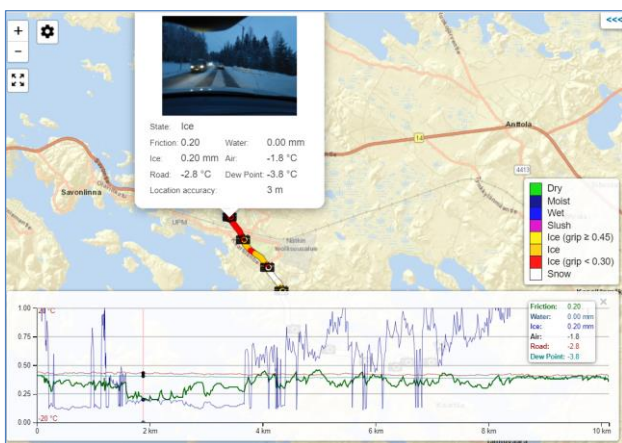 +
−
<<<
State: Ice
Friction: 0.20 Water: 0.00 mm
Ice: 0.20 mm Air: -1.8 °C
Road: -2.8 °C Dew Point: -3.8 °C
Location accuracy: 3 m
Anttola
14
4413
Savonlinna
UPM
Dry
Moist
Wet
Slush
Ice (grip ≥ 0.45)
Ice
Ice (grip < 0.30)
Snow
1.00
20 °C
0.75
0.50
0.25
0.00
-20 °C
0
2 km
4 km
6 km
8 km
10 km
Friction: 0.20
Water: 0.00 mm
Ice: 0.20 mm
Air: -1.8
Road: -2.8
Dew Point: -3.8
×